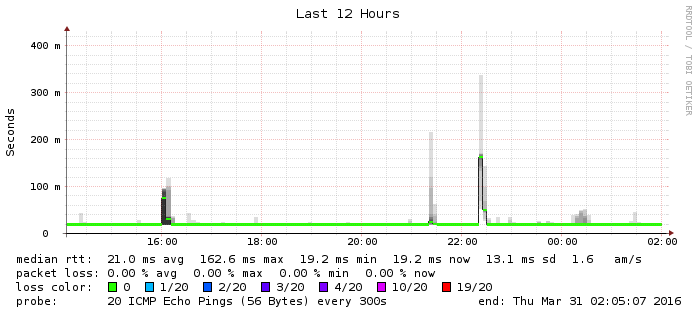 Last 12 Hours
RRDTOOL / TOBI OETIKER
Seconds
400 m
300 m
200 m
100 m
0
16:00 18:00 20:00 22:00 00:00 02:00
median rtt: 21.0 ms avg 162.6 ms max 19.2 ms min 19.2 ms now 13.1 ms sd 1.6 am/s
packet loss: 0.00 % avg 0.00 % max 0.00 % min 0.00 % now
loss color: 0 1/20 2/20 3/20 4/20 10/20 19/20
probe: 20 ICMP Echo Pings (56 Bytes) every 300s end: Thu Mar 31 02:05:07 2016